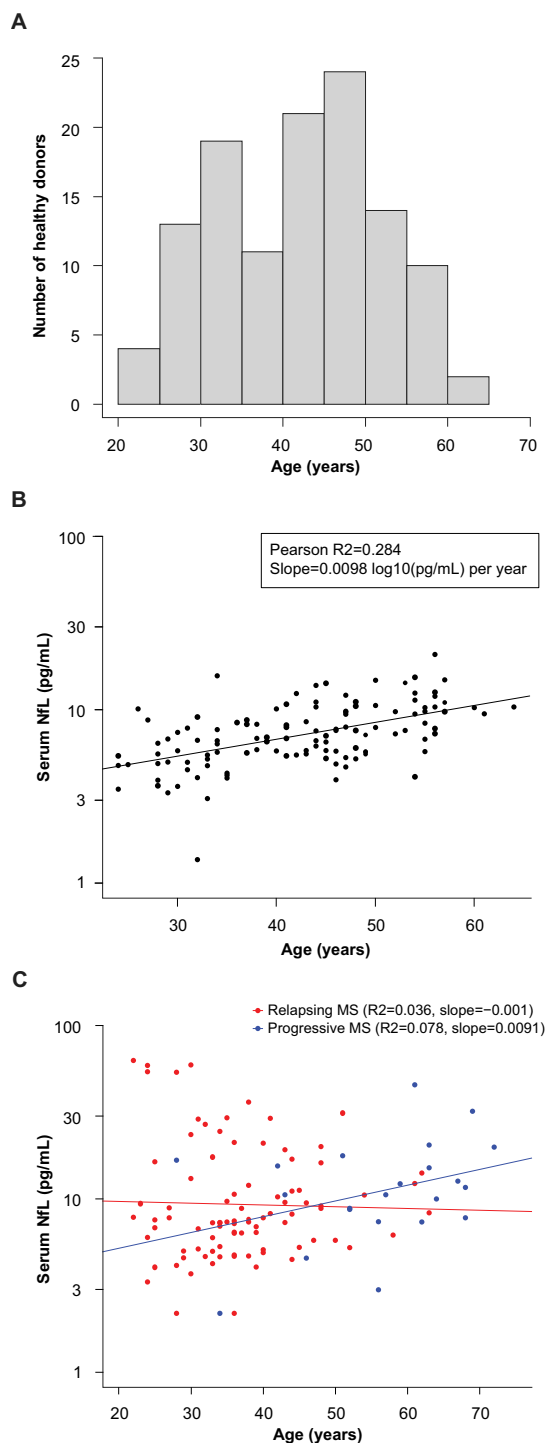 A
25
20
15
10
5
0
Number of healthy donors
20 30 40 50 60 70
Age (years)
B
100
30
10
3
1
Serum NfL (pg/mL)
Pearson R2=0.284
Slope=0.0098 log10(pg/mL) per year
30 40 50 60
Age (years)
C
Relapsing MS (R2=0.036, slope=−0.001)
Progressive MS (R2=0.078, slope=0.0091)
100
30
10
3
1
Serum NfL (pg/mL)
20 30 40 50 60 70
Age (years)